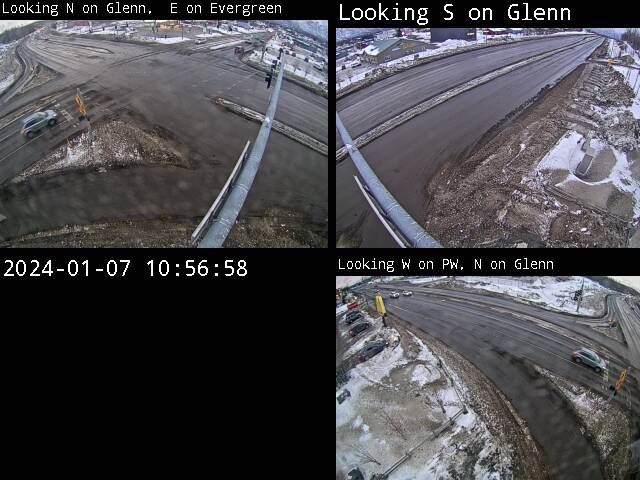 Looking N on Glenn,  E on Evergreen
Looking S on Glenn
2024-01-07 10:56:58
Looking W on PW, N on Glenn